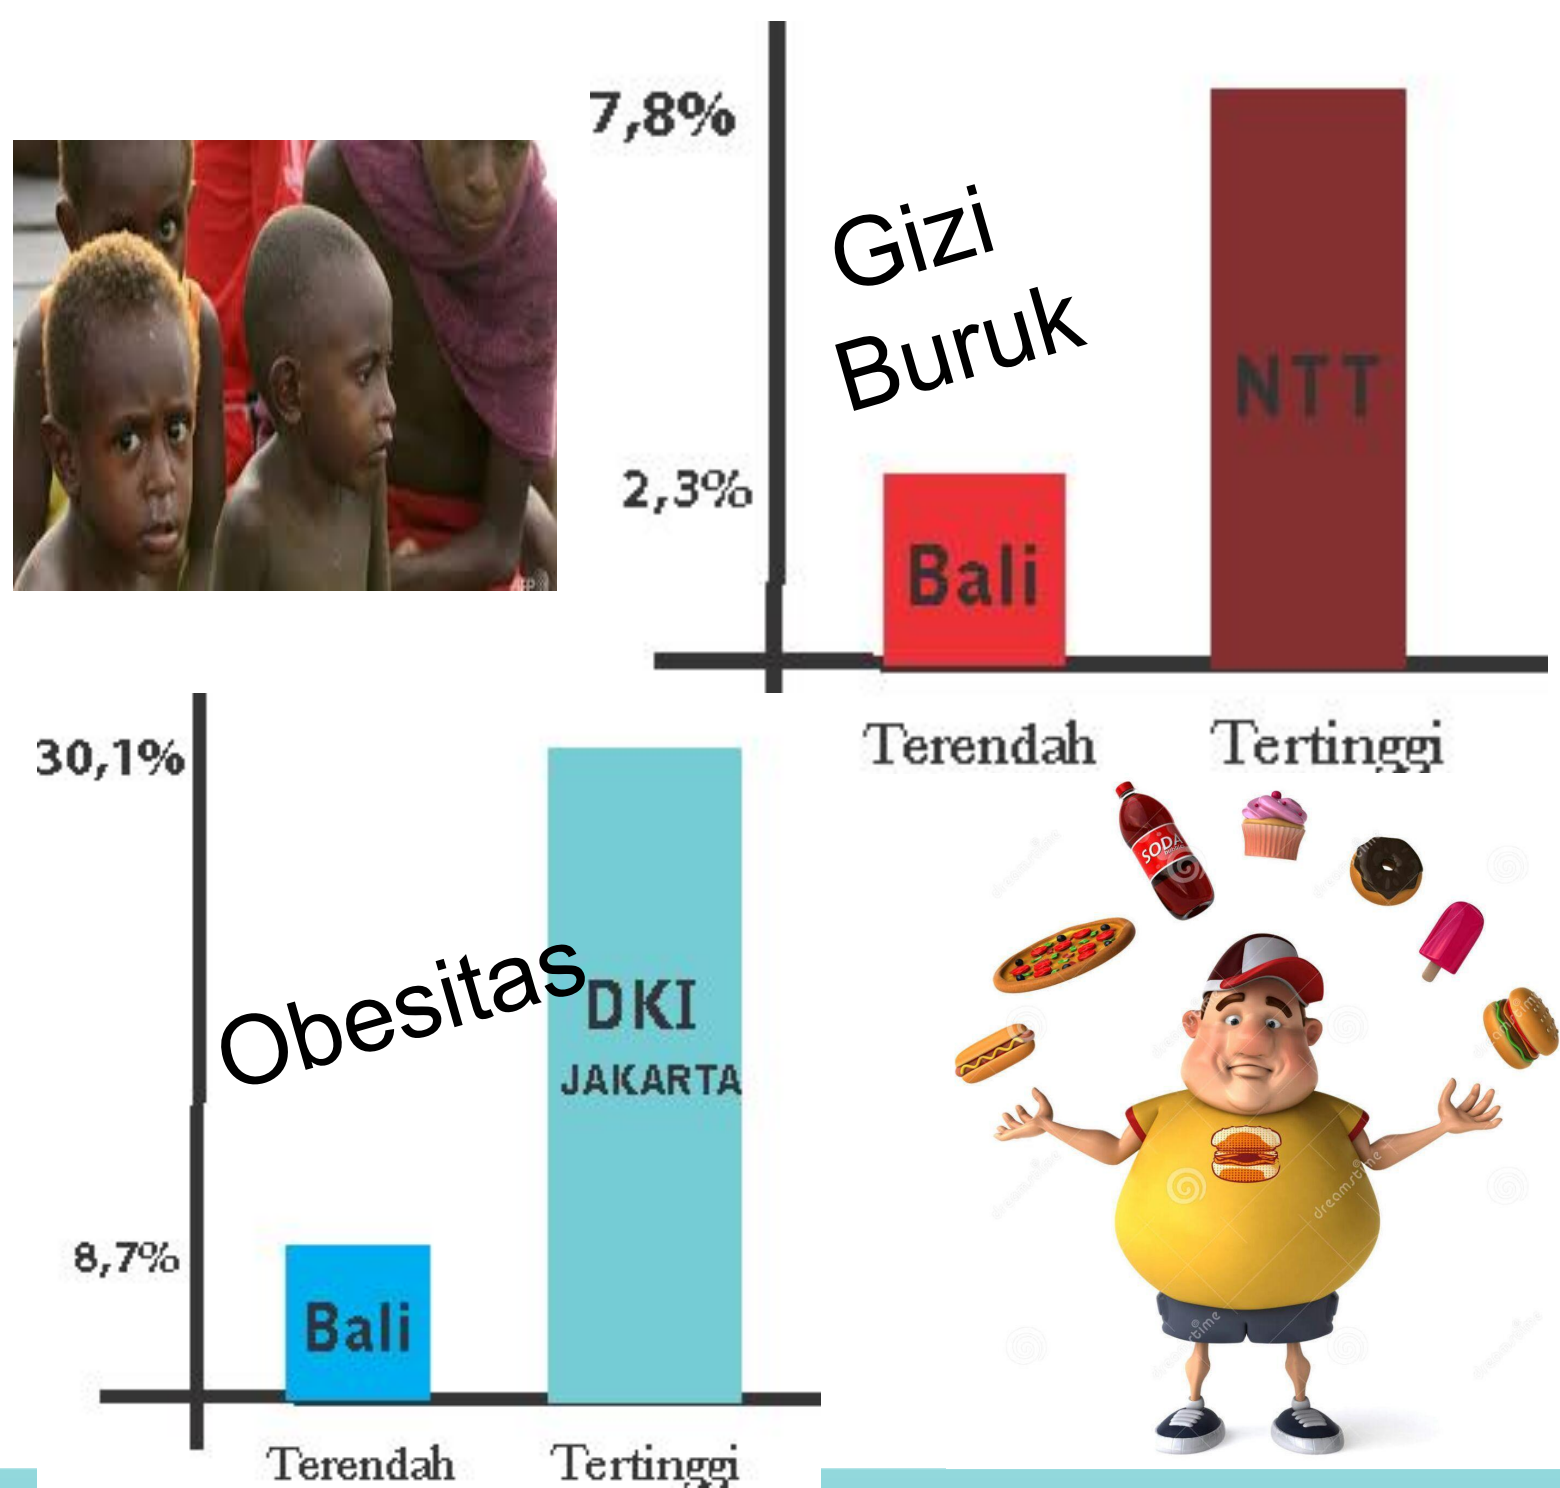 7,8%
Gizi
Buruk
NTT
2,3%
Bali
Terendah
Tertinggi
30,1%
Obesitas
DKI
JAKARTA
8,7%
Bali
Terendah
Tertinggi
SODA
dreamstime